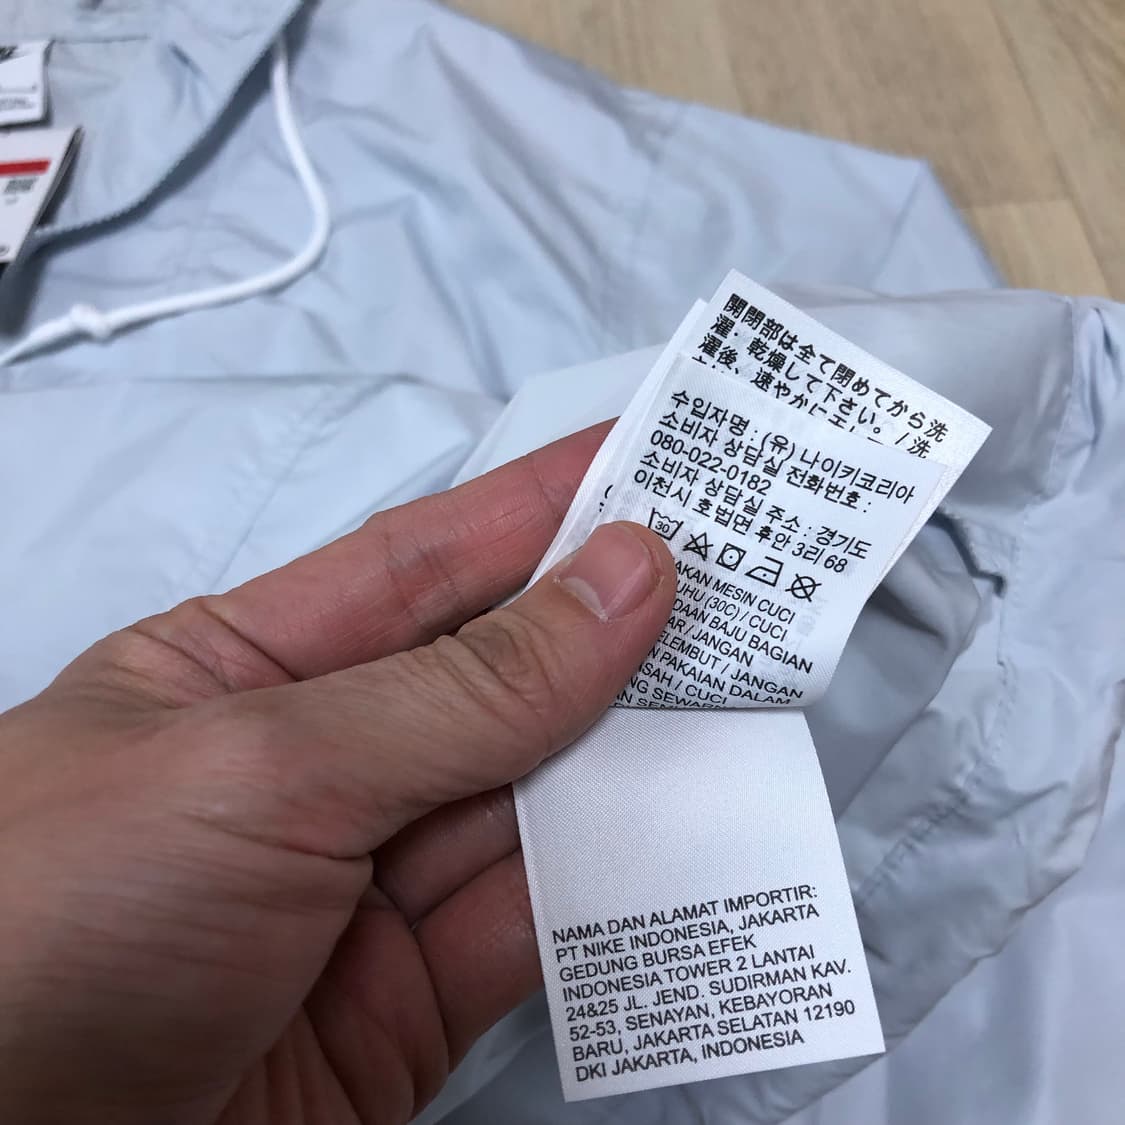 開閉部は全て閉めてから洗
濯、乾燥して下さい。/ 洗
濯後、速やかに
수입자명 : (유) 나이키코리아
소비자 상담실 전화번호 :
080-022-0182
소비자 상담실 주소 : 경기도
이천시 호법면 후안 3리 68
30
MESIN CUCI
(30C) / CUCI
BAJU BAGIAN
/ JANGAN
/ JANGAN
PAKAIAN DALAM
/ CUCI
NAMA DAN ALAMAT IMPORTIR:
PT NIKE INDONESIA, JAKARTA
GEDUNG BURSA EFEK
INDONESIA TOWER 2 LANTAI
24&25 JL. JEND. SUDIRMAN KAV.
52-53, SENAYAN, KEBAYORAN
BARU, JAKARTA SELATAN 12190
DKI JAKARTA, INDONESIA